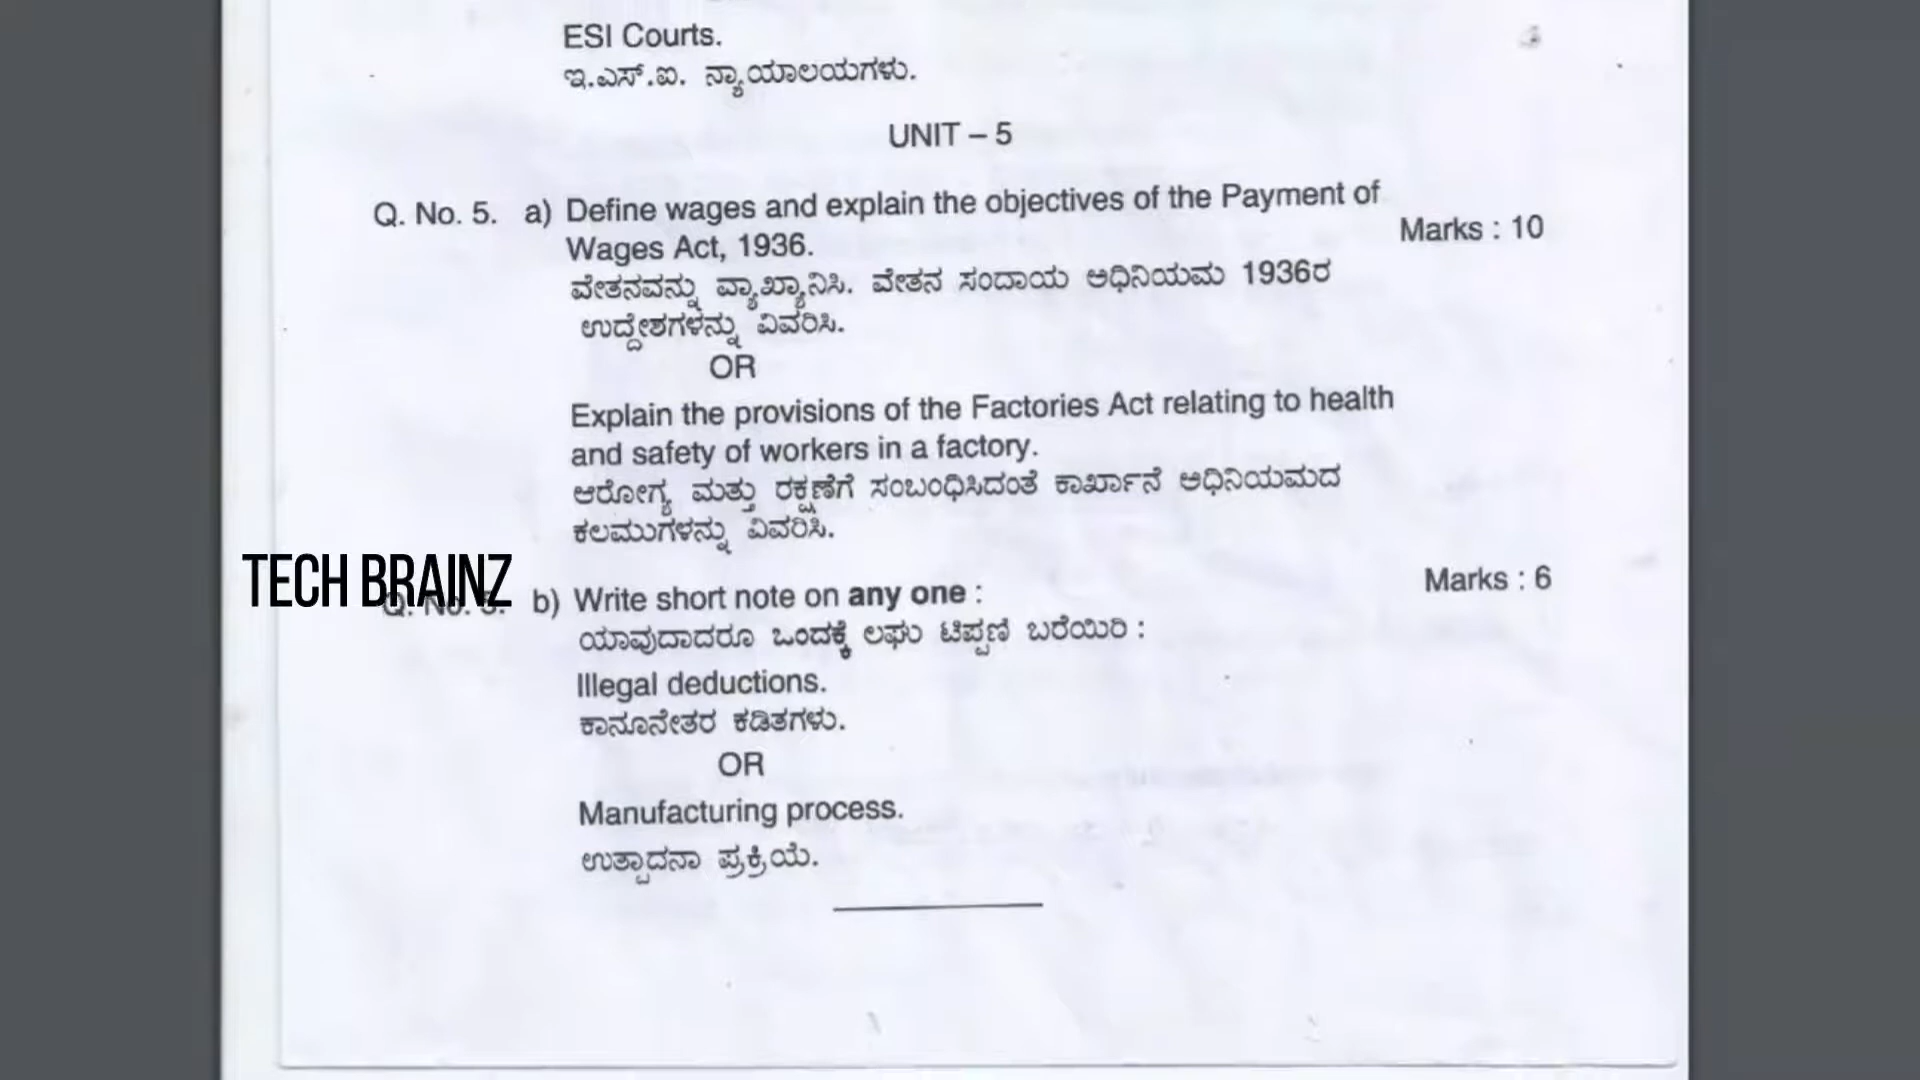 ESI Courts.
ಇ.ಎಸ್.ಐ. ನ್ಯಾಯಾಲಯಗಳು.
UNIT – 5
Q. No. 5. a) Define wages and explain the objectives of the Payment of
Wages Act, 1936.
Marks : 10
ವೇತನವನ್ನು ವ್ಯಾಖ್ಯಾನಿಸಿ. ವೇತನ ಸಂದಾಯ ಅಧಿನಿಯಮ 1936ರ
ಉದ್ದೇಶಗಳನ್ನು ವಿವರಿಸಿ.
OR
Explain the provisions of the Factories Act relating to health
and safety of workers in a factory.
ಆರೋಗ್ಯ ಮತ್ತು ರಕ್ಷಣೆಗೆ ಸಂಬಂಧಿಸಿದಂತೆ ಕಾರ್ಖಾನೆ ಅಧಿನಿಯಮದ
ಕಲಮುಗಳನ್ನು ವಿವರಿಸಿ.
TECH BRAINZ
Q. No. 5. b) Write short note on any one :
Marks : 6
ಯಾವುದಾದರೂ ಒಂದಕ್ಕೆ ಲಘು ಟಿಪ್ಪಣಿ ಬರೆಯಿರಿ :
Illegal deductions.
ಕಾನೂನೇತರ ಕಡಿತಗಳು.
OR
Manufacturing process.
ಉತ್ಪಾದನಾ ಪ್ರಕ್ರಿಯೆ.